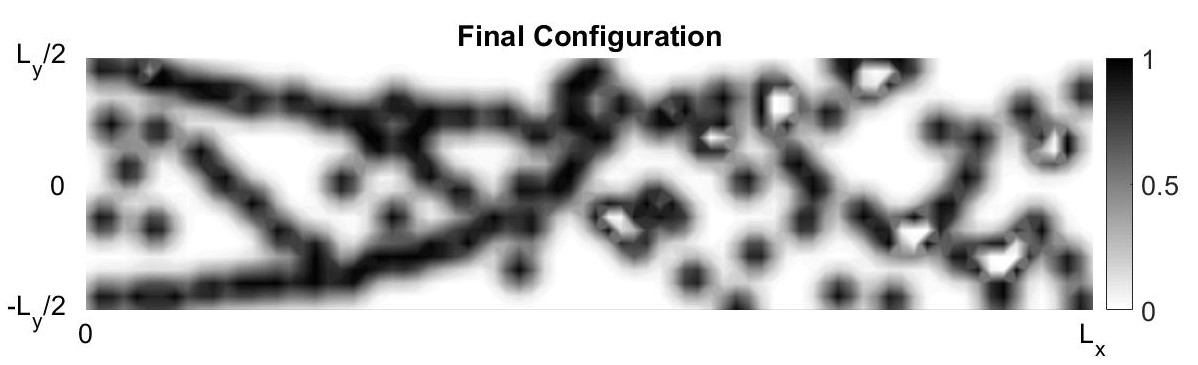 Final Configuration
L_y/2
0
-L_y/2
0
L_x
1
0.5
0